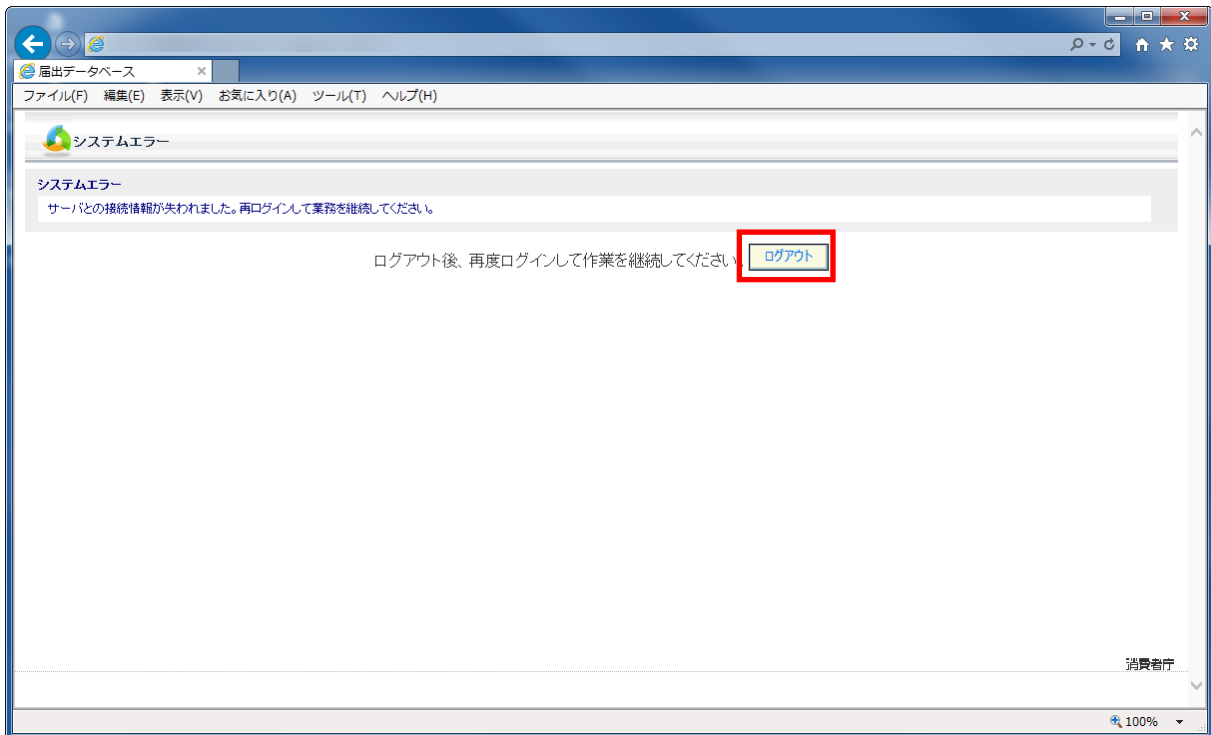 届出データベース
ファイル(F) 編集(E) 表示(V) お気に入り(A) ツール(T) ヘルプ(H)
システムエラー
システムエラー
サーバとの接続情報が失われました。再ログインして業務を継続してください。
ログアウト後、再度ログインして作業を継続してください。 ログアウト
消費者庁
100%